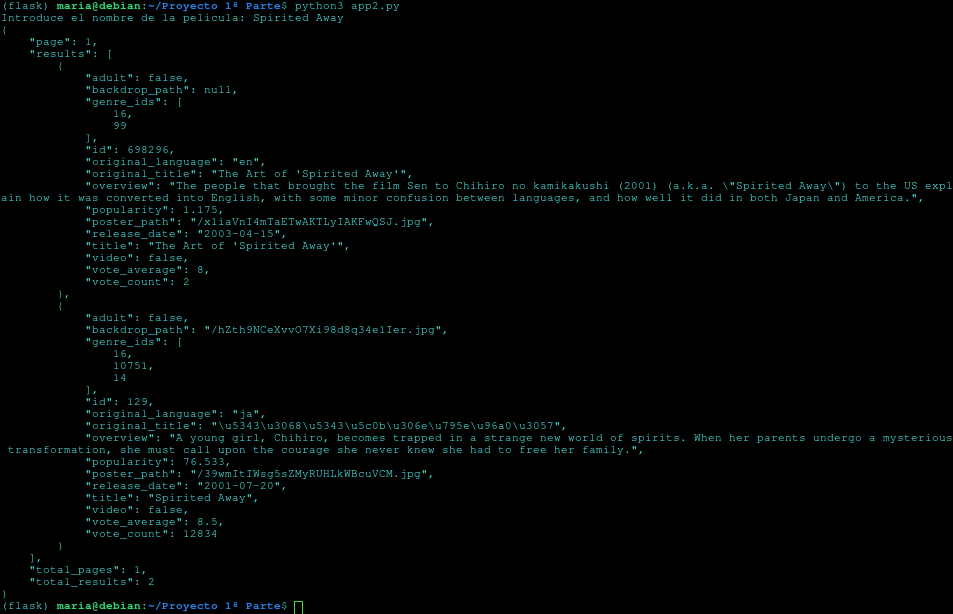 (flask) maria@debian:~/Proyecto 1ª Parte$ python3 app2.py
Introduce el nombre de la pelicula: Spirited Away
{
    "page": 1,
    "results": [
        {
            "adult": false,
            "backdrop_path": null,
            "genre_ids": [
                16,
                99
            ],
            "id": 698296,
            "original_language": "en",
            "original_title": "The Art of 'Spirited Away'",
            "overview": "The people that brought the film Sen to Chihiro no kamikakushi (2001) (a.k.a. \"Spirited Away\") to the US expl
ain how it was converted into English, with some minor confusion between languages, and how well it did in both Japan and America.",
            "popularity": 1.175,
            "poster_path": "/x1iaVnI4mTaETwAKTLyIAKFwQSJ.jpg",
            "release_date": "2003-04-15",
            "title": "The Art of 'Spirited Away'",
            "video": false,
            "vote_average": 8,
            "vote_count": 2
        },
        {
            "adult": false,
            "backdrop_path": "/hZth9NCeXvvO7Xi98d8q34e1Ier.jpg",
            "genre_ids": [
                16,
                10751,
                14
            ],
            "id": 129,
            "original_language": "ja",
            "original_title": "\u5343\u3068\u5343\u5c0b\u306e\u795e\u96a0\u3057",
            "overview": "A young girl, Chihiro, becomes trapped in a strange new world of spirits. When her parents undergo a mysterious
 transformation, she must call upon the courage she never knew she had to free her family.",
            "popularity": 76.533,
            "poster_path": "/39wmItIWsg5sZMyRUHLkWBcuVCM.jpg",
            "release_date": "2001-07-20",
            "title": "Spirited Away",
            "video": false,
            "vote_average": 8.5,
            "vote_count": 12834
        }
    ],
    "total_pages": 1,
    "total_results": 2
}
(flask) maria@debian:~/Proyecto 1ª Parte$